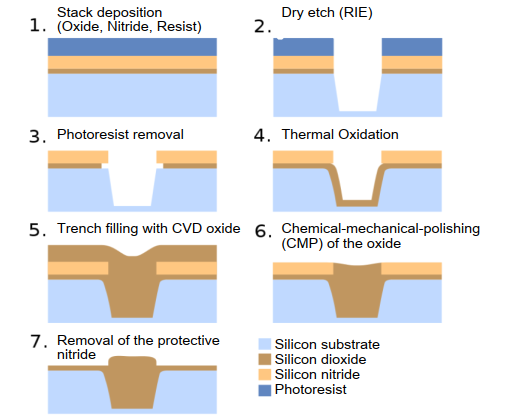 1. Stack deposition
(Oxide, Nitride, Resist)
2. Dry etch (RIE)
3. Photoresist removal
4. Thermal Oxidation
5. Trench filling with CVD oxide
6. Chemical-mechanical-polishing
(CMP) of the oxide
7. Removal of the protective
nitride
Silicon substrate
Silicon dioxide
Silicon nitride
Photoresist